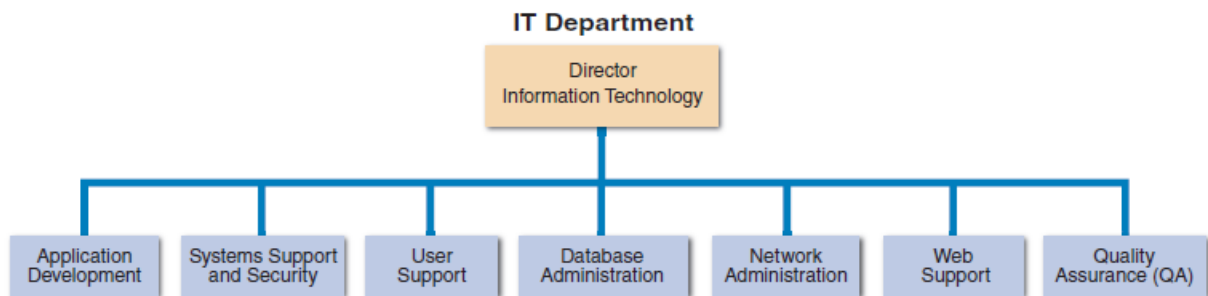 IT Department
Director
Information Technology
Application
Development
Systems Support
and Security
User
Support
Database
Administration
Network
Administration
Web
Support
Quality
Assurance (QA)